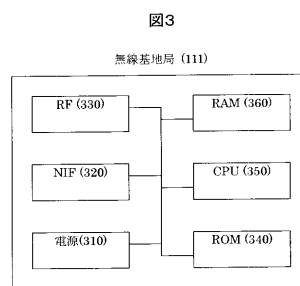 図3
無線基地局 (111)
RF (330)
RAM (360)
NIF (320)
CPU (350)
電源(310)
ROM (340)